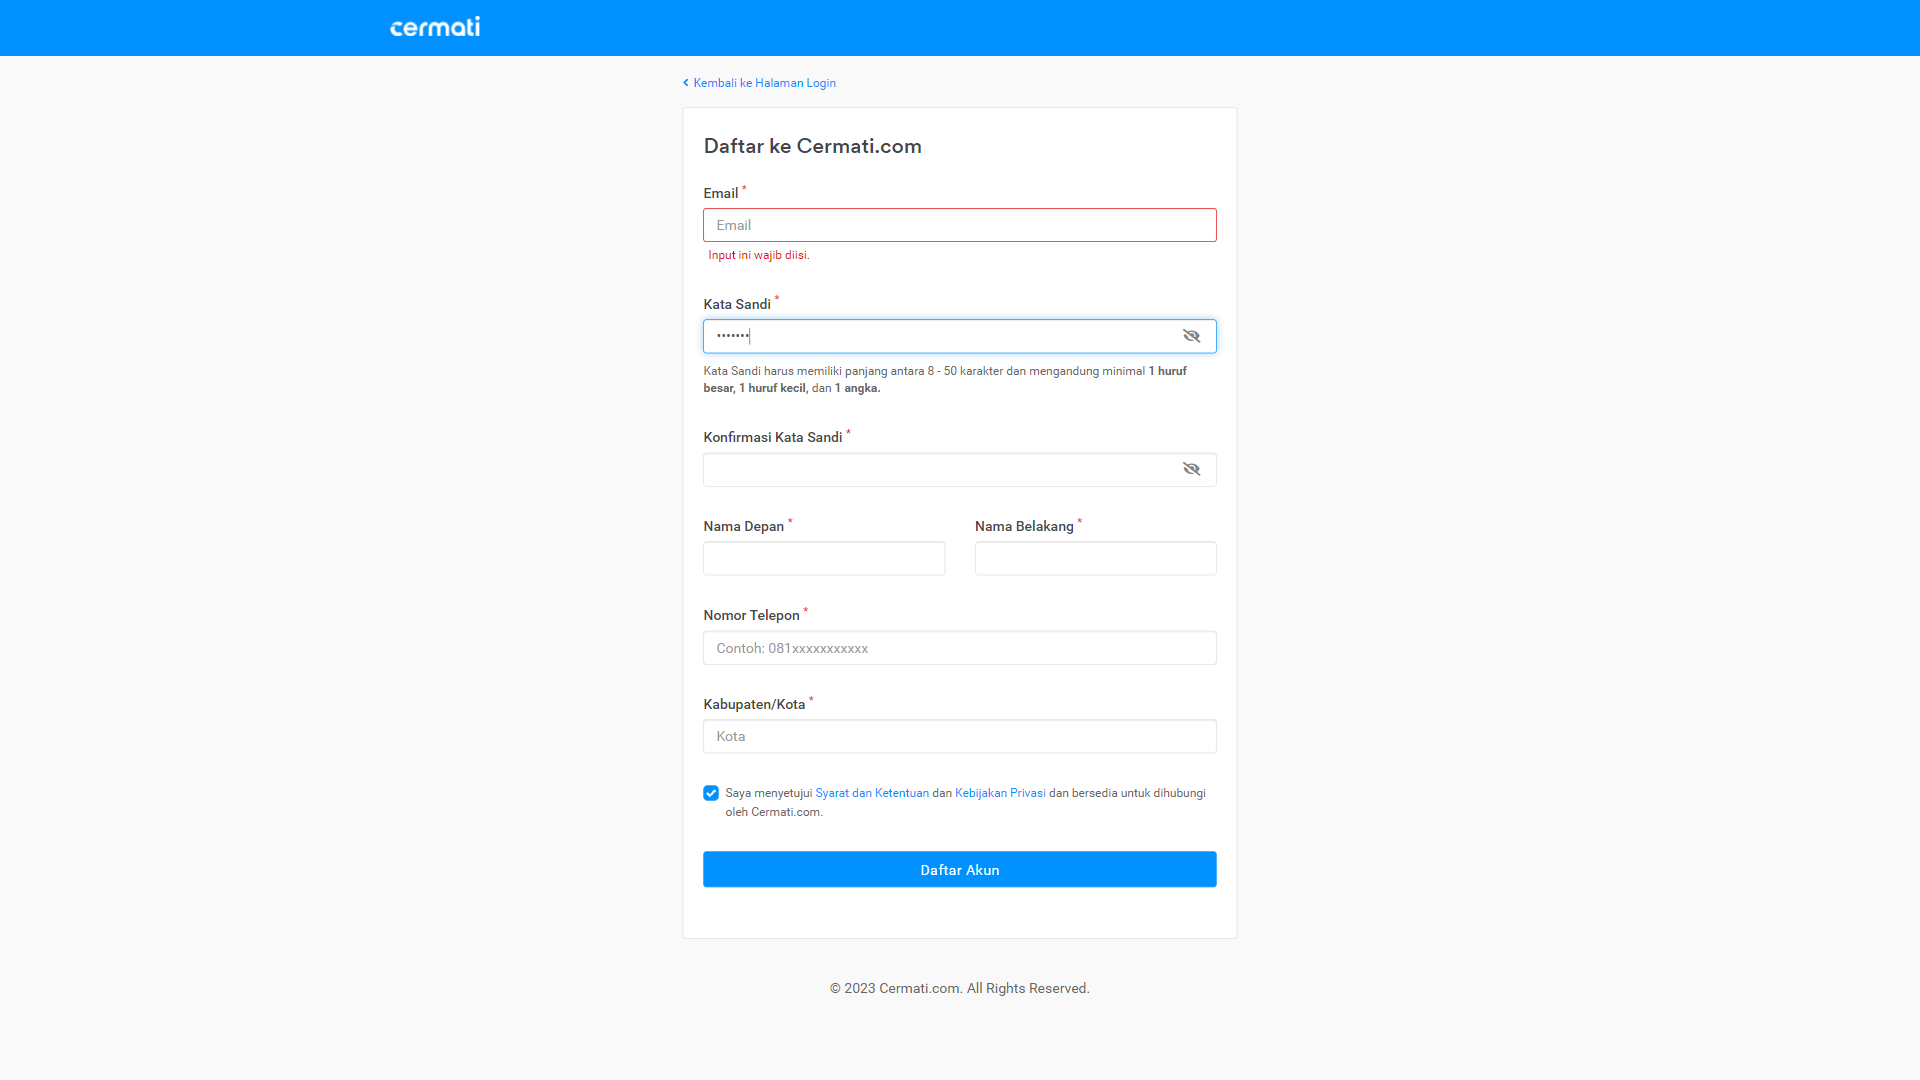 cermati
Kembali ke Halaman Login
Daftar ke Cermati.com
Email *
Email
Input ini wajib diisi.
Kata Sandi *
•••••••
Kata Sandi harus memiliki panjang antara 8 - 50 karakter dan mengandung minimal 1 huruf
besar, 1 huruf kecil, dan 1 angka.
Konfirmasi Kata Sandi *
Nama Depan * Nama Belakang *
Nomor Telepon *
Contoh: 081xxxxxxxxxxx
Kabupaten/Kota *
Kota
Saya menyetujui Syarat dan Ketentuan dan Kebijakan Privasi dan bersedia untuk dihubungi
oleh Cermati.com.
Daftar Akun
© 2023 Cermati.com. All Rights Reserved.